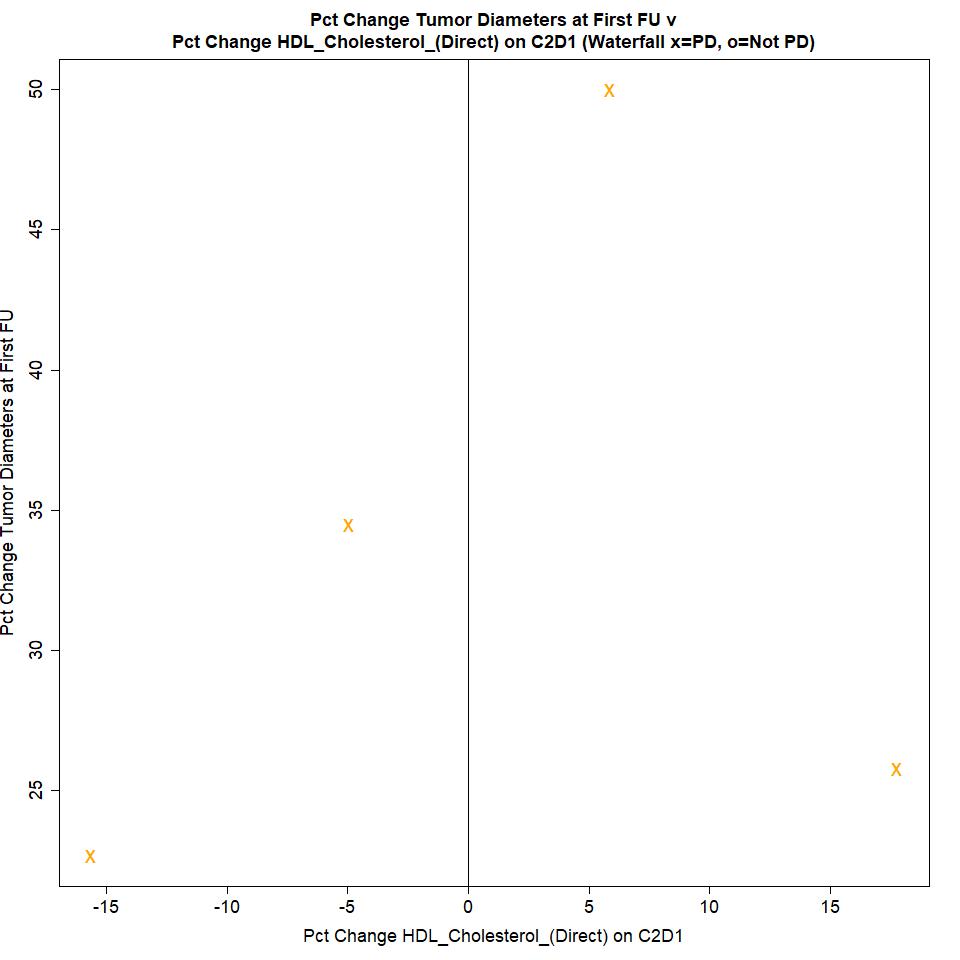 Pct Change Tumor Diameters at First FU v
Pct Change HDL_Cholesterol_(Direct) on C2D1 (Waterfall x=PD, o=Not PD)
Pct Change Tumor Diameters at First FU
50
45
40
35
30
25
X
X
X
X
-15
-10
-5
0
5
10
15
Pct Change HDL_Cholesterol_(Direct) on C2D1